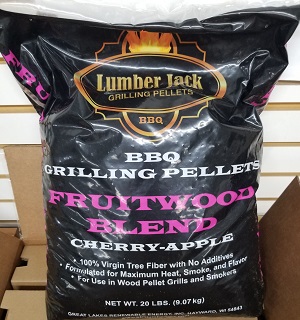 Lumber Jack
GRILLING PELLETS
BBQ
BBQ
GRILLING PELLETS
FRUITWOOD
BLEND
CHERRY-APPLE
• 100% Virgin Tree Fiber with No Additives
• Formulated for Maximum Heat, Smoke, and Flavor
• For Use in Wood Pellet Grills and Smokers
NET WT. 20 LBS. (9.07kg)
GREAT LAKES RENEWABLE ENERGY INC, HAYWARD, WI 54843